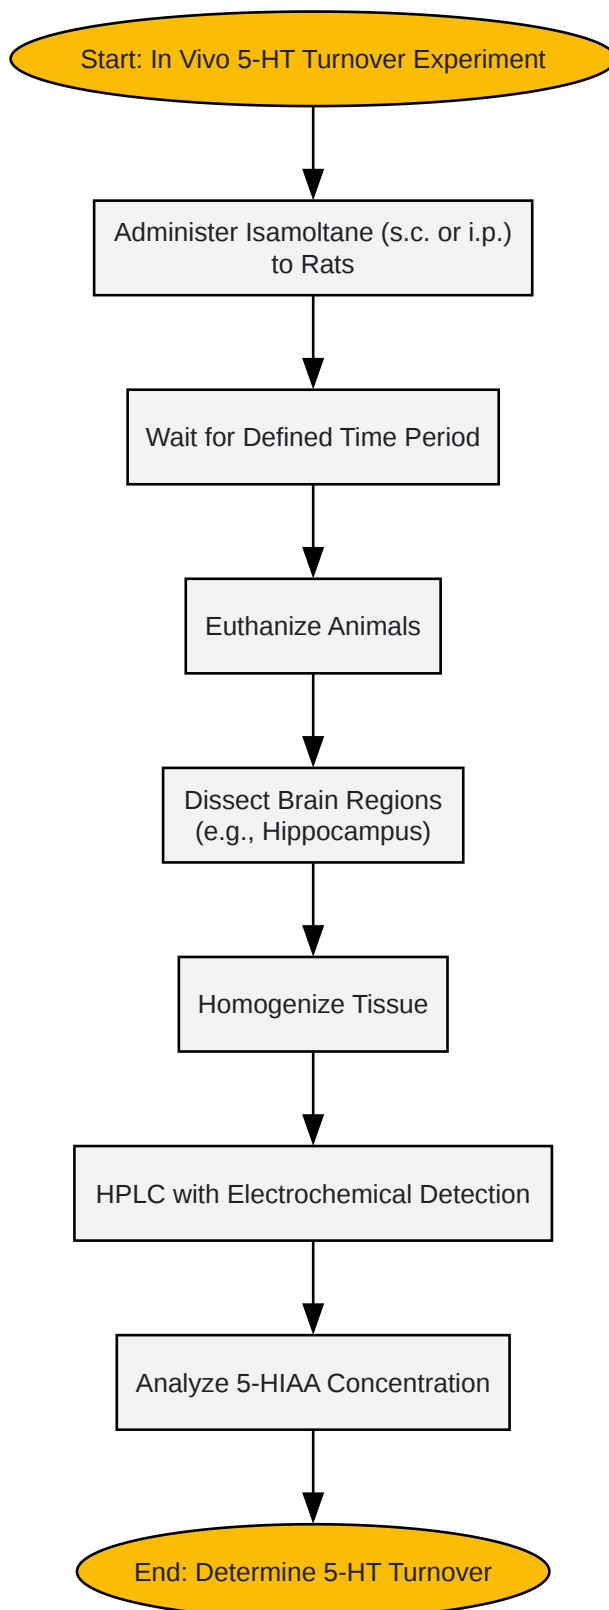 Start: In Vivo 5-HT Turnover Experiment
Administer Isamoltane (s.c. or i.p.)
to Rats
Wait for Defined Time Period
Euthanize Animals
Dissect Brain Regions
(e.g., Hippocampus)
Homogenize Tissue
HPLC with Electrochemical Detection
Analyze 5-HIAA Concentration
End: Determine 5-HT Turnover